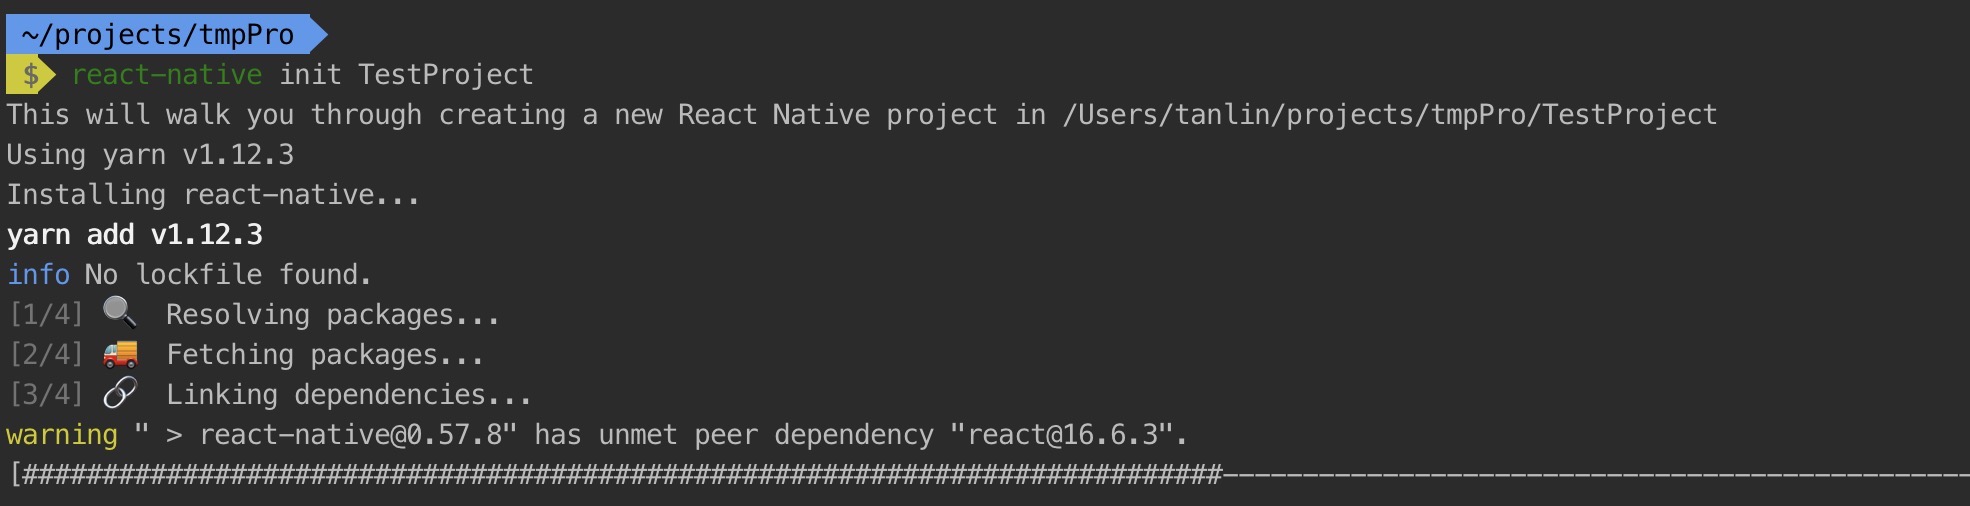 ~/projects/tmpPro
$ react-native init TestProject
This will walk you through creating a new React Native project in /Users/tanlin/projects/tmpPro/TestProject
Using yarn v1.12.3
Installing react-native...
yarn add v1.12.3
info No lockfile found.
[1/4] 🔍 Resolving packages...
[2/4] 🚚 Fetching packages...
[3/4] 🔗 Linking dependencies...
warning " > react-native@0.57.8" has unmet peer dependency "react@16.6.3".
[###########################################################################-----------------------------------------------